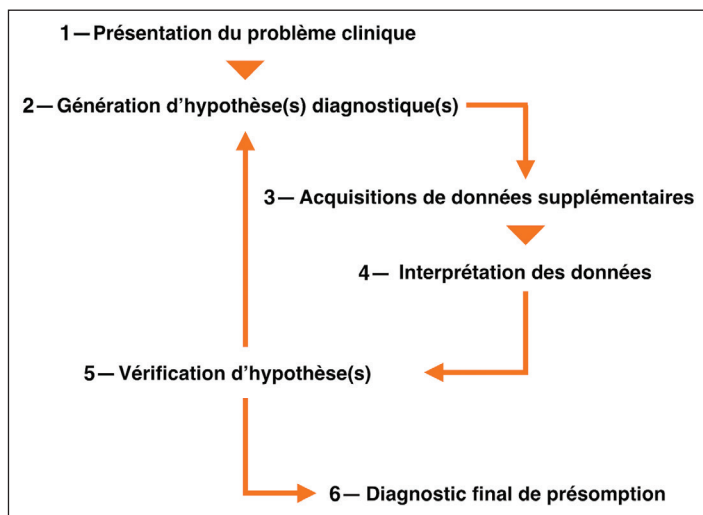 1—Présentation du problème clinique
2—Génération d’hypothèse(s) diagnostique(s)
3— Acquisitions de données supplémentaires
4— Interprétation des données
5—Vérification d’hypothèse(s)
6— Diagnostic final de présomption